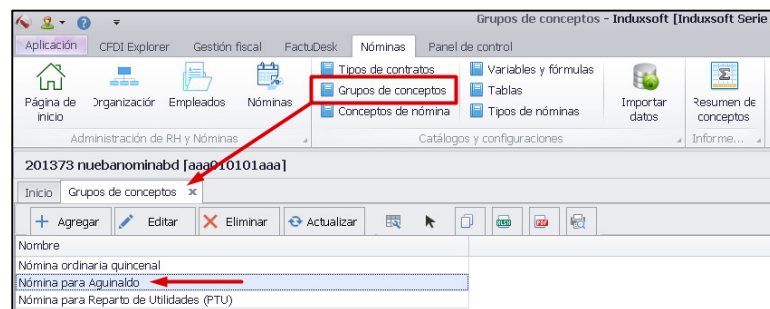 Grupos de conceptos - Induxsoft [Induxsoft Serie
Aplicación CFDI Explorer Gestión fiscal FactuDesk Nóminas Panel de control
Página de inicio
Organización
Empleados
Nóminas
Administración de RH y Nóminas
Tipos de contratos
Grupos de conceptos
Conceptos de nómina
Variables y fórmulas
Tablas
Tipos de nóminas
Catálogos y configuraciones
Importar datos
Resumen de conceptos
Informe...
201373 nuebanominabd [aaa010101aaa]
Inicio Grupos de conceptos
Agregar Editar Eliminar Actualizar
Nombre
Nómina ordinaria quincenal
Nómina para Aguinaldo
Nómina para Reparto de Utilidades (PTU)